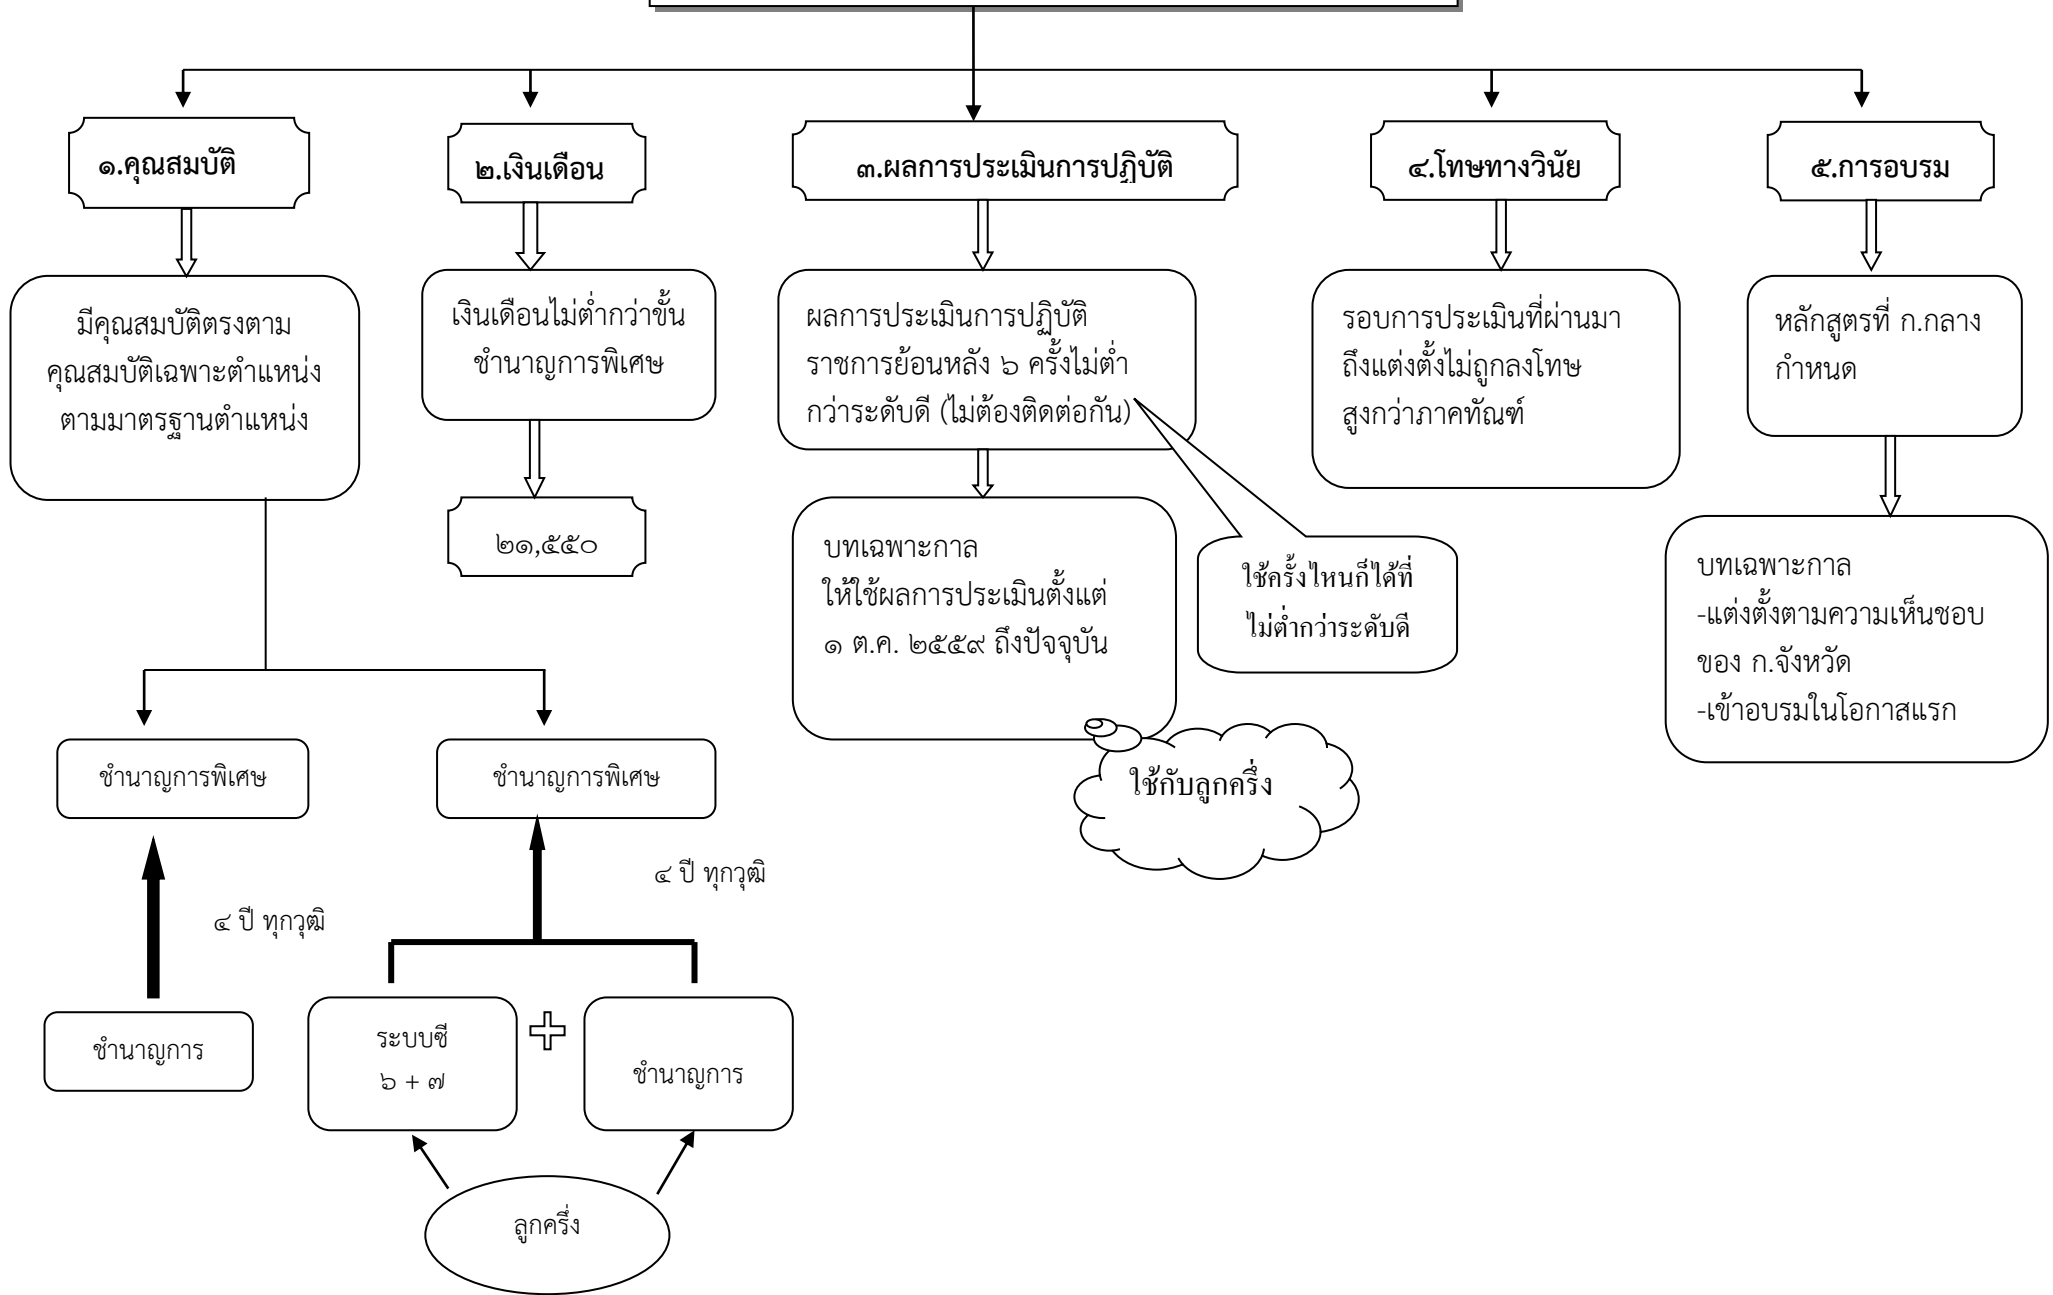 ๑.คุณสมบัติ
๒.เงินเดือน
๓.ผลการประเมินการปฏิบัติ
๔.โทษทางวินัย
๕.การอบรม
มีคุณสมบัติตรงตาม
คุณสมบัติเฉพาะตำแหน่ง
ตามมาตรฐานตำแหน่ง
เงินเดือนไม่ต่ำกว่าขั้น
ชำนาญการพิเศษ
๒๑,๕๕๐
ผลการประเมินการปฏิบัติ
ราชการย้อนหลัง ๖ ครั้งไม่ต่ำ
กว่าระดับดี (ไม่ต้องติดต่อกัน)
บทเฉพาะกาล
ให้ใช้ผลการประเมินตั้งแต่
๑ ต.ค. ๒๕๕๙ ถึงปัจจุบัน
ใช้ครั้งไหนก็ได้ที่
ไม่ต่ำกว่าระดับดี
ใช้กับลูกครึ่ง
รอบการประเมินที่ผ่านมา
ถึงแต่งตั้งไม่ถูกลงโทษ
สูงกว่าภาคทัณฑ์
หลักสูตรที่ ก.กลาง
กำหนด
บทเฉพาะกาล
-แต่งตั้งตามความเห็นชอบ
ของ ก.จังหวัด
-เข้าอบรมในโอกาสแรก
ชำนาญการพิเศษ
ชำนาญการพิเศษ
๔ ปี ทุกวุฒิ
๔ ปี ทุกวุฒิ
ชำนาญการ
ระบบซี
๖ + ๗
ชำนาญการ
ลูกครึ่ง